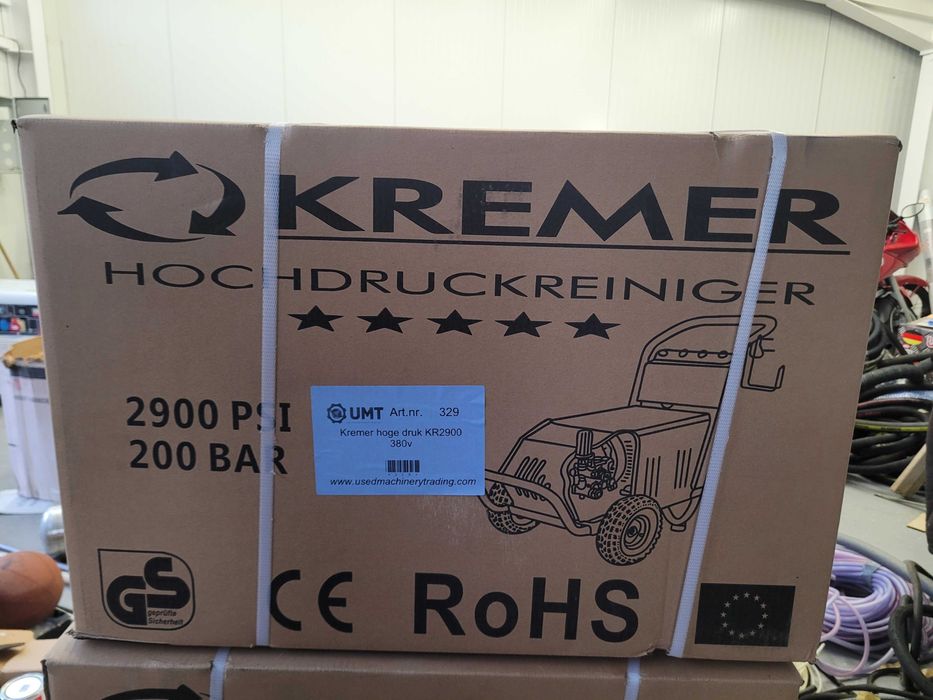 KREMER
HOCHDRUCKREINIGER
2900 PSI
200 BAR
UMT Art.nr. 329
Kremer hoge druk KR2900
380v
www.usedmachinerytrading.com
GS
geprüfte
Sicherheit
CE RoHS